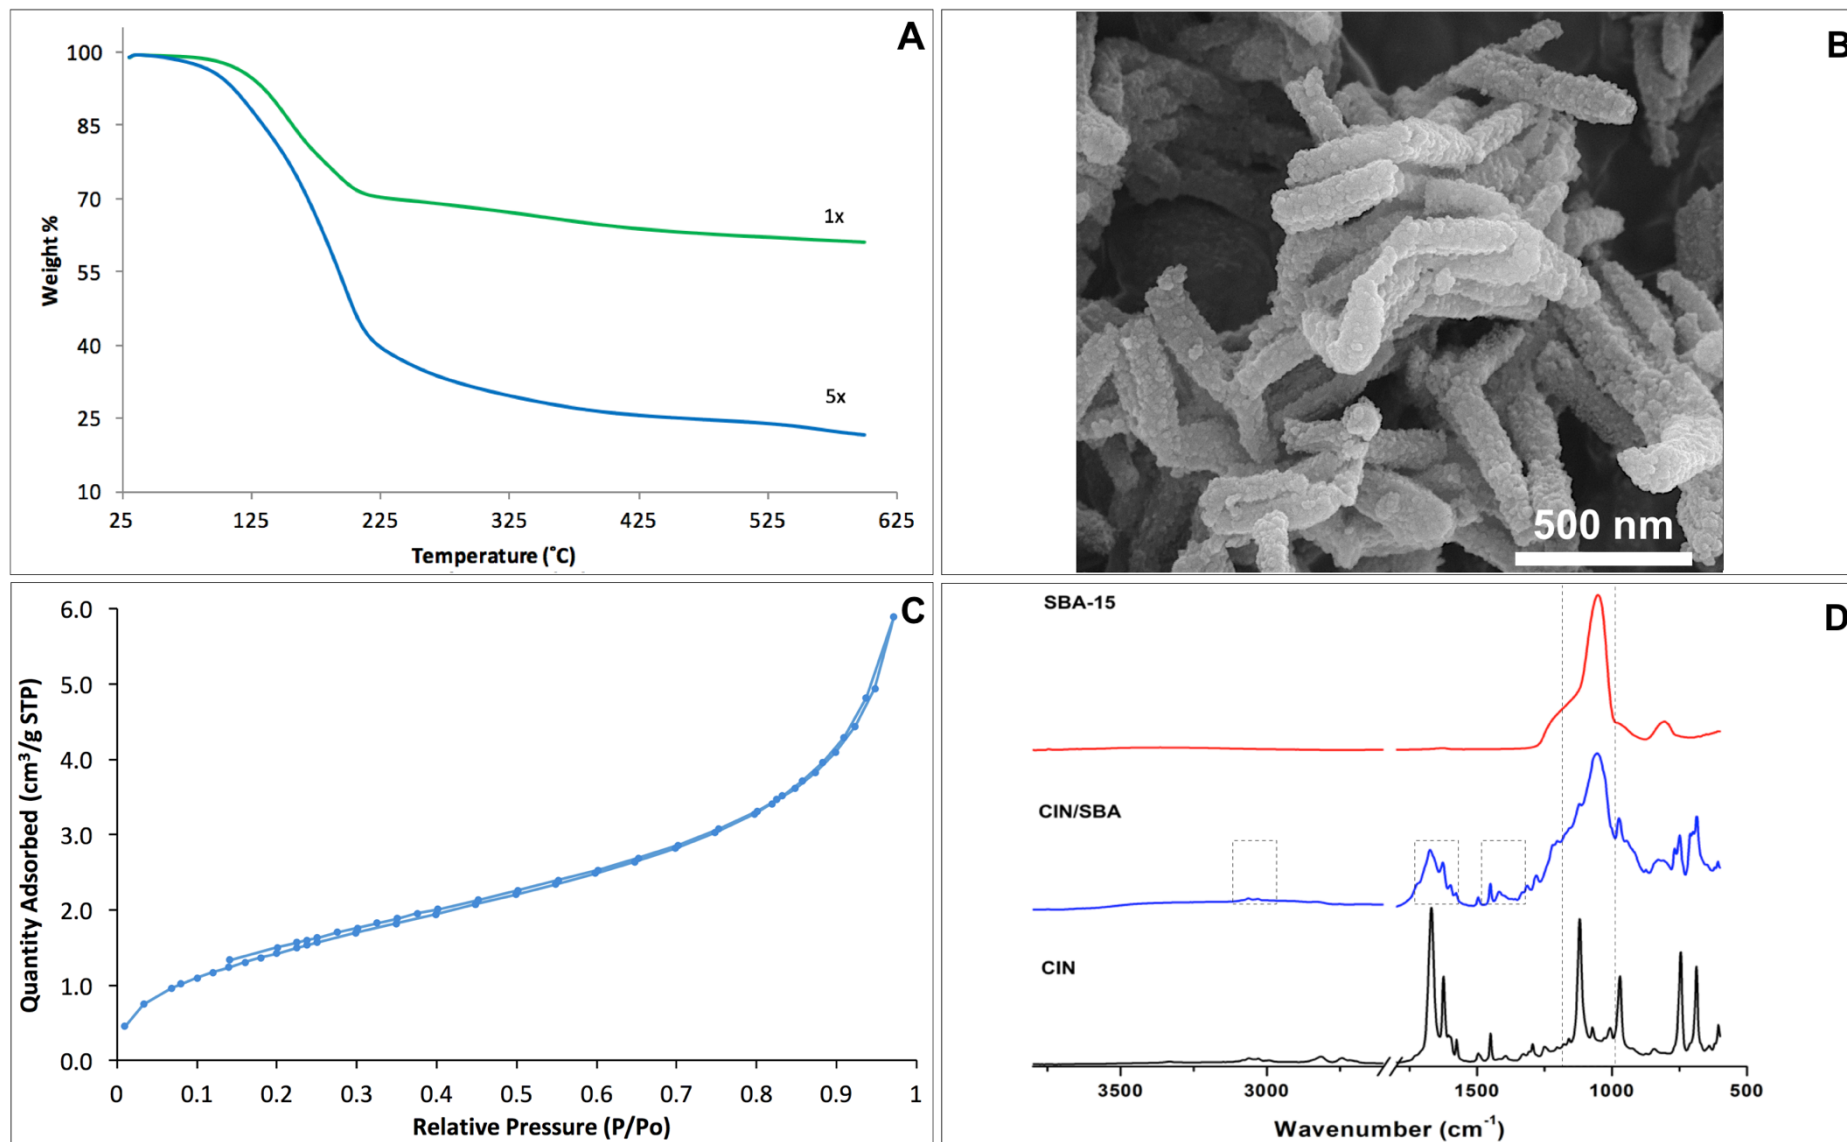 A
100
85
70
55
40
25
10
25 125 225 325 425 525 625
Weight %
Temperature (°C)
1x
5x
B
500 nm
C
6.0
5.0
4.0
3.0
2.0
1.0
0.0
0 0.1 0.2 0.3 0.4 0.5 0.6 0.7 0.8 0.9 1
Quantity Adsorbed (cm³/g STP)
Relative Pressure (P/Po)
D
SBA-15
CIN/SBA
CIN
3500 3000 1500 1000 500
Wavenumber (cm⁻¹)